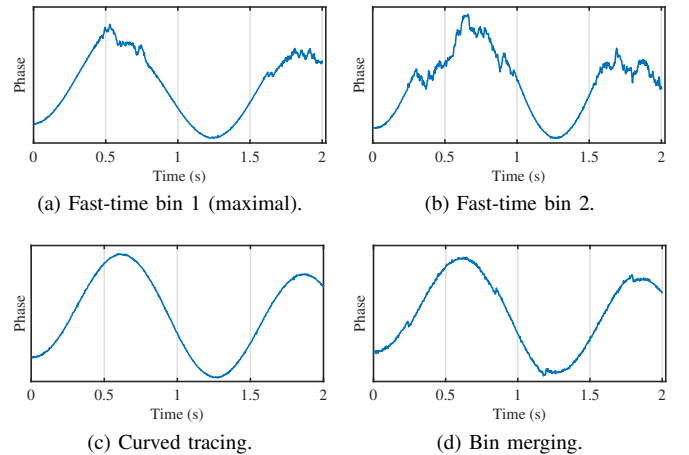 Phase
0 0.5 1 1.5 2
Time (s)
(a) Fast-time bin 1 (maximal).
Phase
0 0.5 1 1.5 2
Time (s)
(b) Fast-time bin 2.
Phase
0 0.5 1 1.5 2
Time (s)
(c) Curved tracing.
Phase
0 0.5 1 1.5 2
Time (s)
(d) Bin merging.